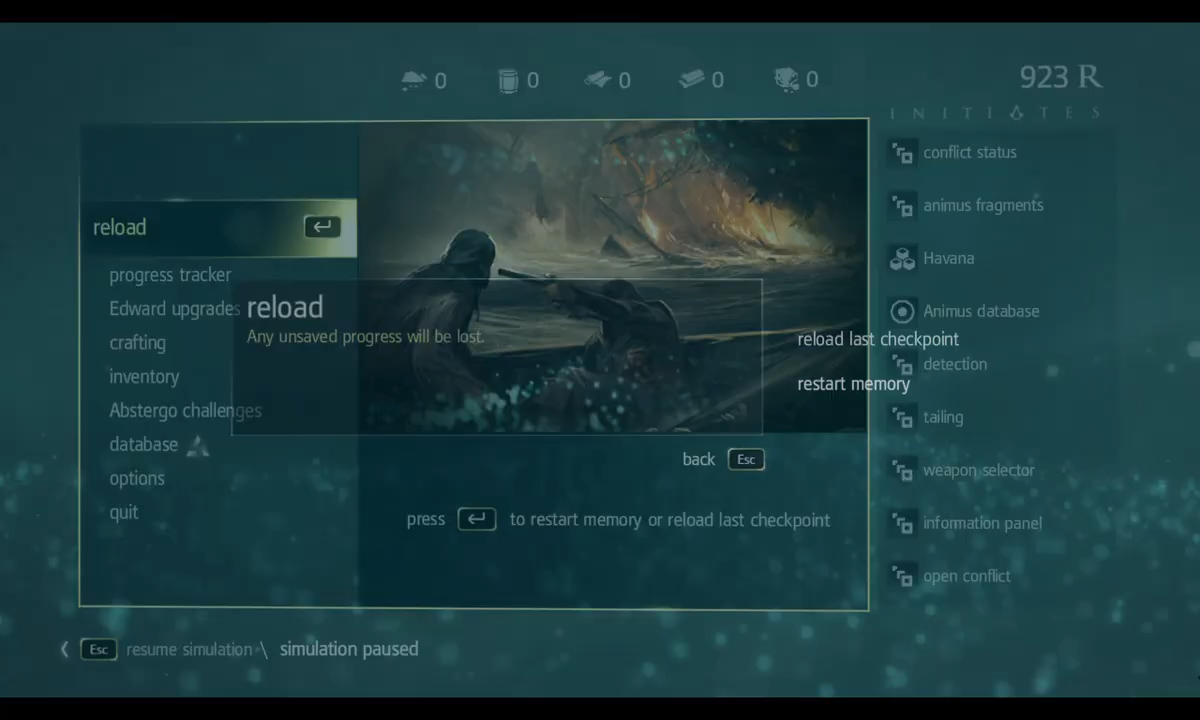 0 0 0 0 0 923 R
INITIATES
reload
progress tracker
Edward upgrades
crafting
inventory
Abstergo challenges
database
options
quit
reload
Any unsaved progress will be lost.
reload last checkpoint
restart memory
back Esc
press to restart memory or reload last checkpoint
conflict status
animus fragments
Havana
Animus database
detection
tailing
weapon selector
information panel
open conflict
Esc resume simulation \ simulation paused